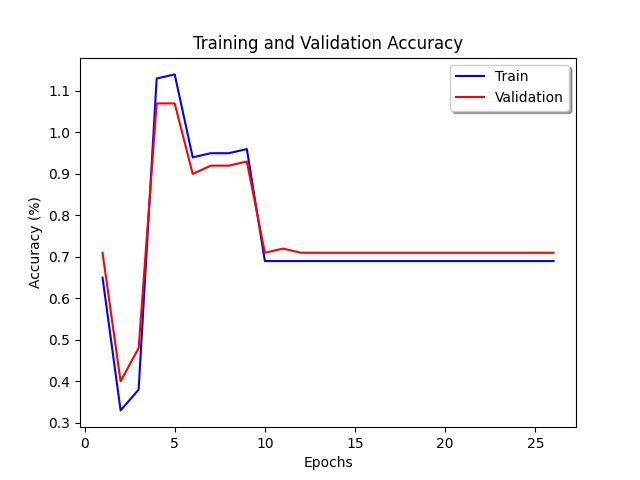 Training and Validation Accuracy
Train
Validation
Accuracy (%)
1.1
1.0
0.9
0.8
0.7
0.6
0.5
0.4
0.3
0 5 10 15 20 25
Epochs